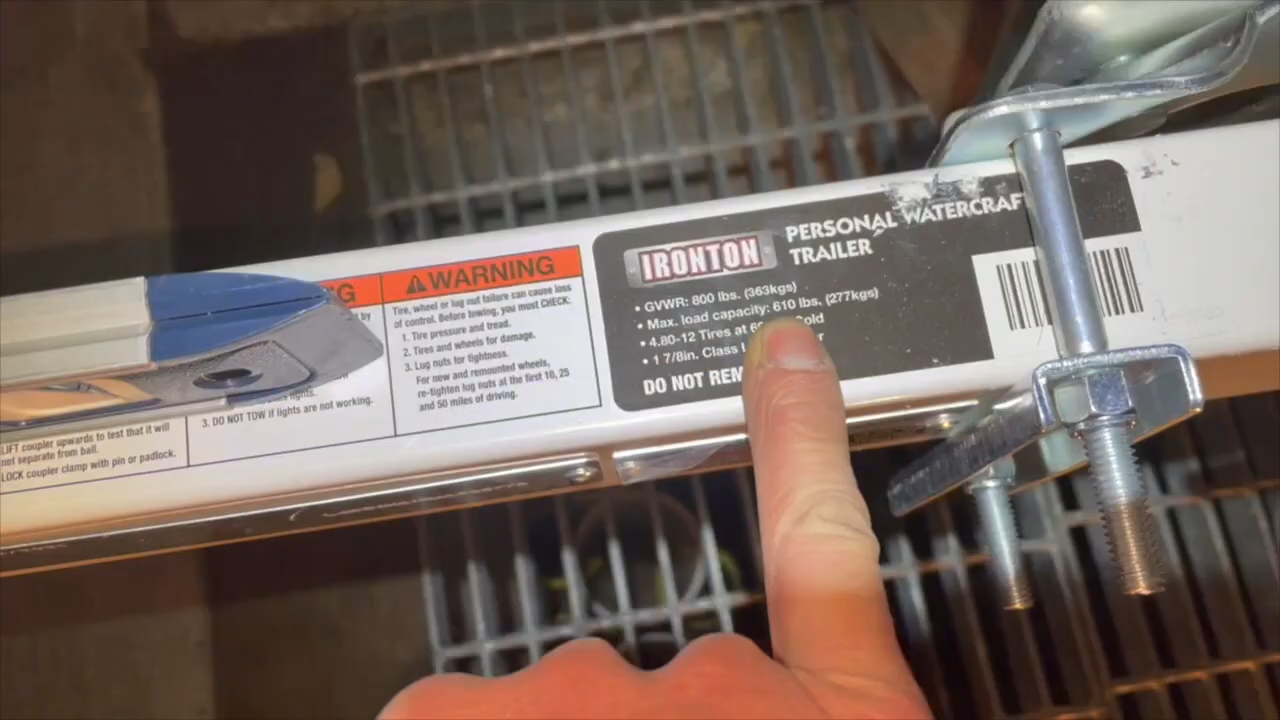 G
by
lights.
3. DO NOT TOW if lights are not working.
LIFT coupler upwards to test that it will
not separate from ball.
LOCK coupler clamp with pin or padlock.
WARNING
Tire, wheel or lug nut failure can cause loss
of control. Before towing, you must CHECK:
1. Tire pressure and tread.
2. Tires and wheels for damage.
3. Lug nuts for tightness.
For new and remounted wheels,
re-tighten lug nuts at the first 10, 25
and 50 miles of driving.
IRONTON
PERSONAL WATERCRAF
TRAILER
• GVWR: 800 lbs. (363kgs)
• Max. load capacity: 610 lbs. (277kgs)
• 4.80-12 Tires at 6 old
• 1 7/8in. Class
DO NOT REM